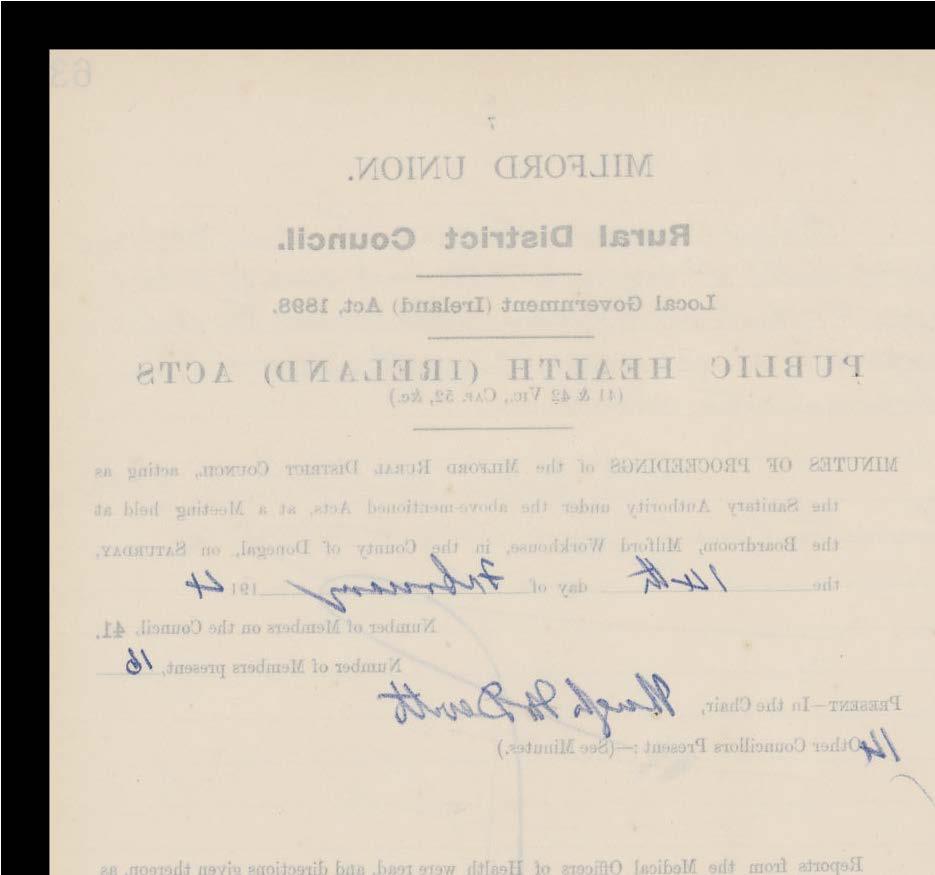 7
MILFORD UNION.
Rural District Council.
Local Government (Ireland) Act, 1898.
PUBLIC HEALTH (IRELAND) ACTS
(41 & 42 VIC., CAP. 52, &c.)
MINUTES OF PROCEEDINGS of the MILFORD RURAL DISTRICT COUNCIL, acting as
the Sanitary Authority under the above-mentioned Acts, at a Meeting held at
the Boardroom, Milford Workhouse, in the County of Donegal, on SATURDAY,
the 14th day of February 1914
Number of Members on the Council, 41.
Number of Members present, 16
PRESENT—In the Chair, Hugh McDevitt
14 Other Councillors Present :—(See Minutes.)
Reports from the Medical Officers of Health were read, and directions given thereon, as